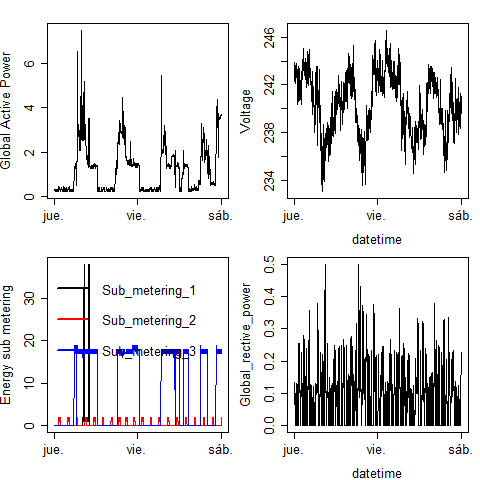 Global Active Power
6
4
2
0
jue.
vie.
sáb.
Voltage
246
242
238
234
jue.
vie.
sáb.
datetime
Energy sub metering
30
20
10
0
Sub_metering_1
Sub_metering_2
Sub_metering_3
jue.
vie.
sáb.
Global_rective_power
0.5
0.4
0.3
0.2
0.1
0.0
jue.
vie.
sáb.
datetime